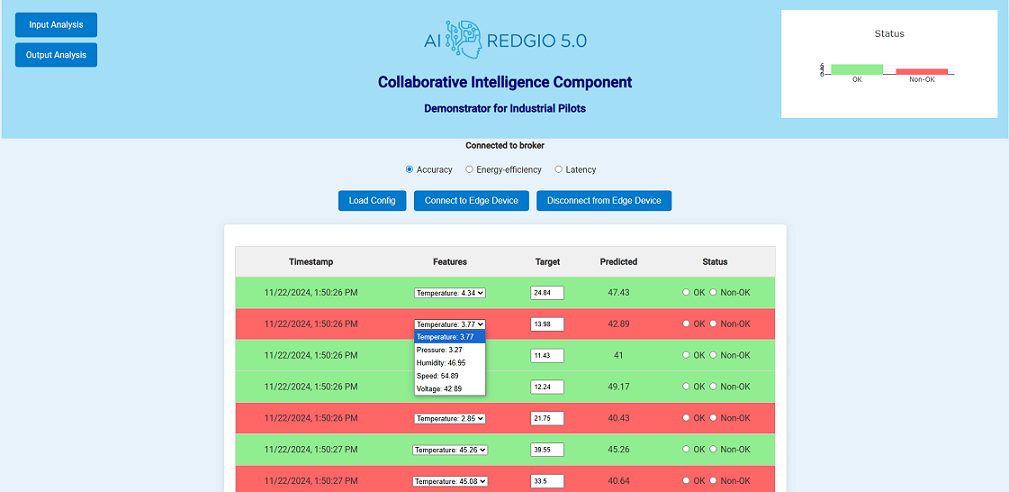 Input Analysis
Output Analysis
AI REDGIO 5.0
Collaborative Intelligence Component
Demonstrator for Industrial Pilots
Status
OK Non-OK
Connected to broker
Accuracy Energy-efficiency Latency
Load Config Connect to Edge Device Disconnect from Edge Device
Timestamp Features Target Predicted Status
11/22/2024, 1:50:26 PM Temperature: 4.34 24.84 47.43 OK Non-OK
11/22/2024, 1:50:26 PM Temperature: 3.77 13.98 42.89 OK Non-OK
Temperature: 3.77
Pressure: 3.27
Humidity: 46.95
Speed: 54.89
Voltage: 42.89
11/22/2024, 1:50:26 PM 11.43 41 OK Non-OK
11/22/2024, 1:50:26 PM 12.24 49.17 OK Non-OK
11/22/2024, 1:50:26 PM Temperature: 2.85 21.75 40.43 OK Non-OK
11/22/2024, 1:50:27 PM Temperature: 45.26 39.55 45.26 OK Non-OK
11/22/2024, 1:50:27 PM Temperature: 45.08 33.5 40.64 OK Non-OK